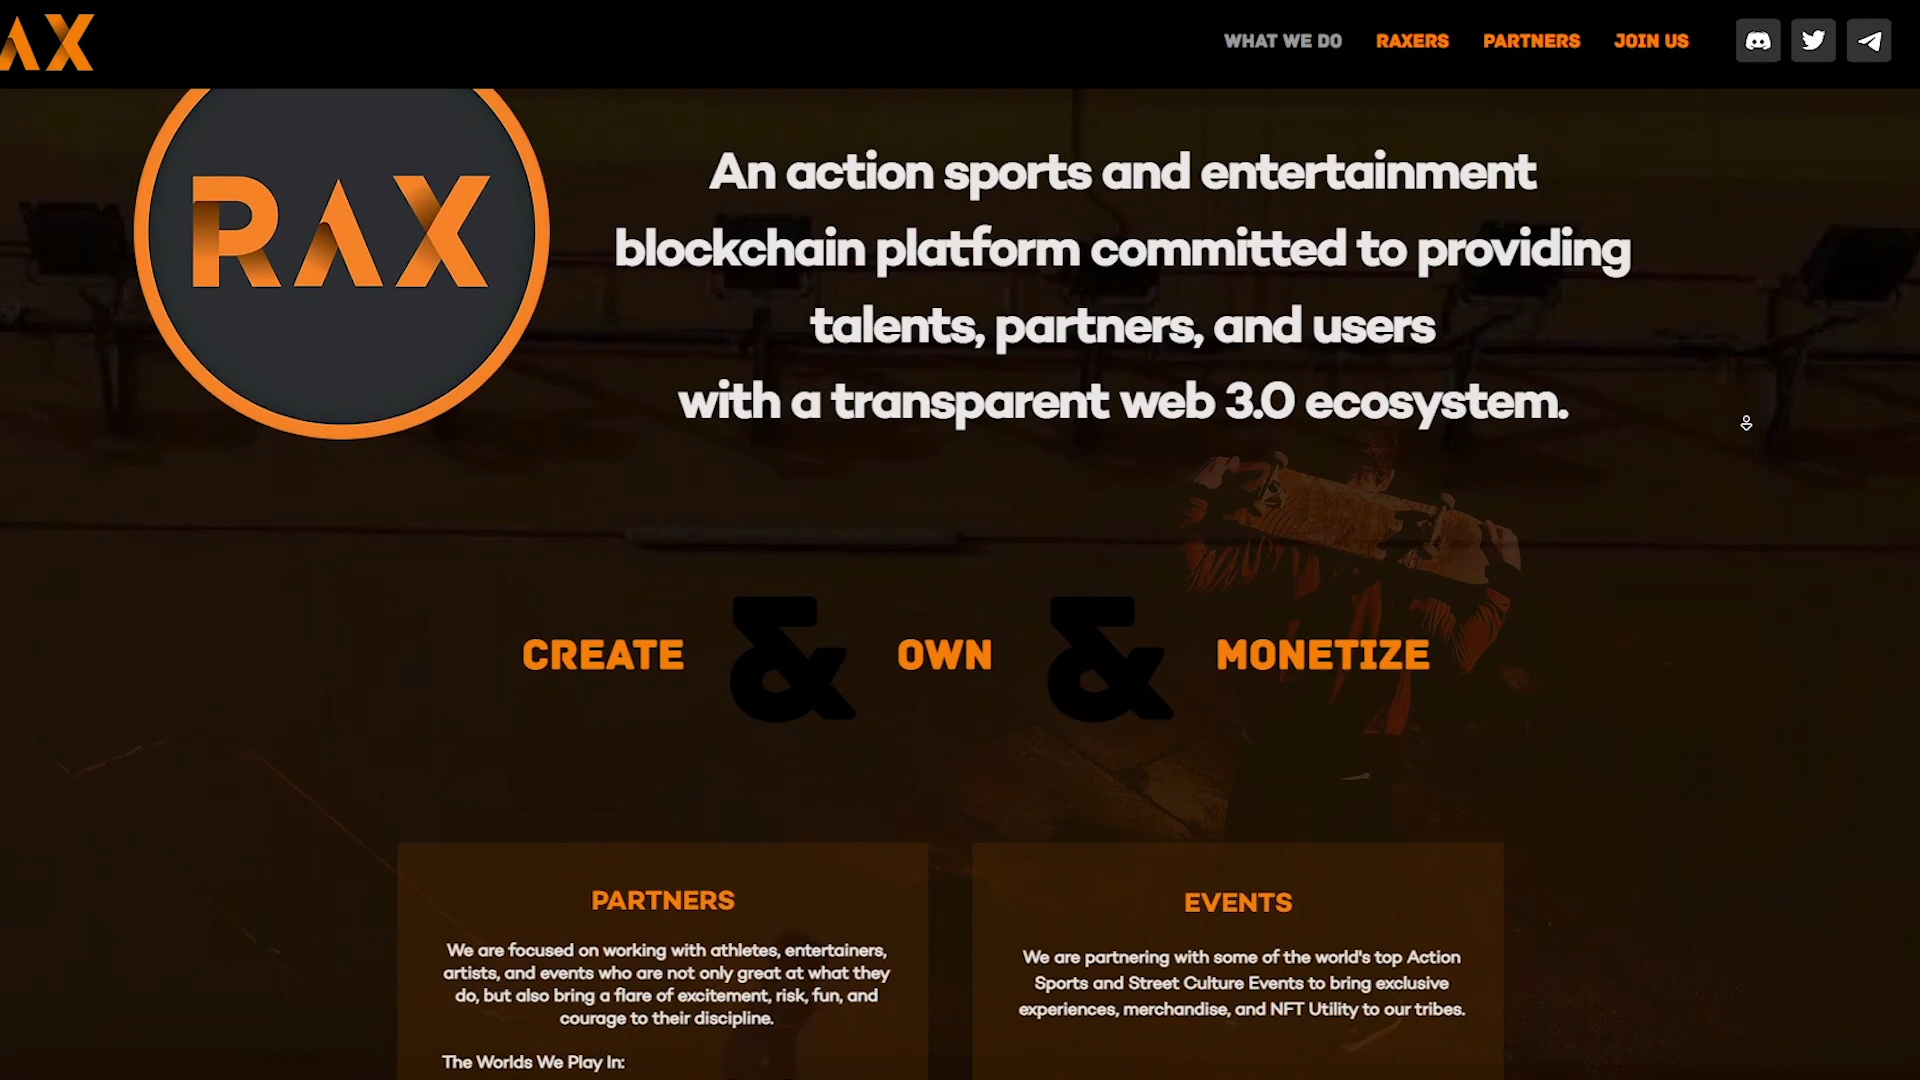 AX
WHAT WE DO
RAXERS
PARTNERS
JOIN US
RAX
An action sports and entertainment
blockchain platform committed to providing
talents, partners, and users
with a transparent web 3.0 ecosystem.
CREATE & OWN & MONETIZE
PARTNERS
We are focused on working with athletes, entertainers,
artists, and events who are not only great at what they
do, but also bring a flare of excitement, risk, fun, and
courage to their discipline.
The Worlds We Play In:
EVENTS
We are partnering with some of the world's top Action
Sports and Street Culture Events to bring exclusive
experiences, merchandise, and NFT Utility to our tribes.